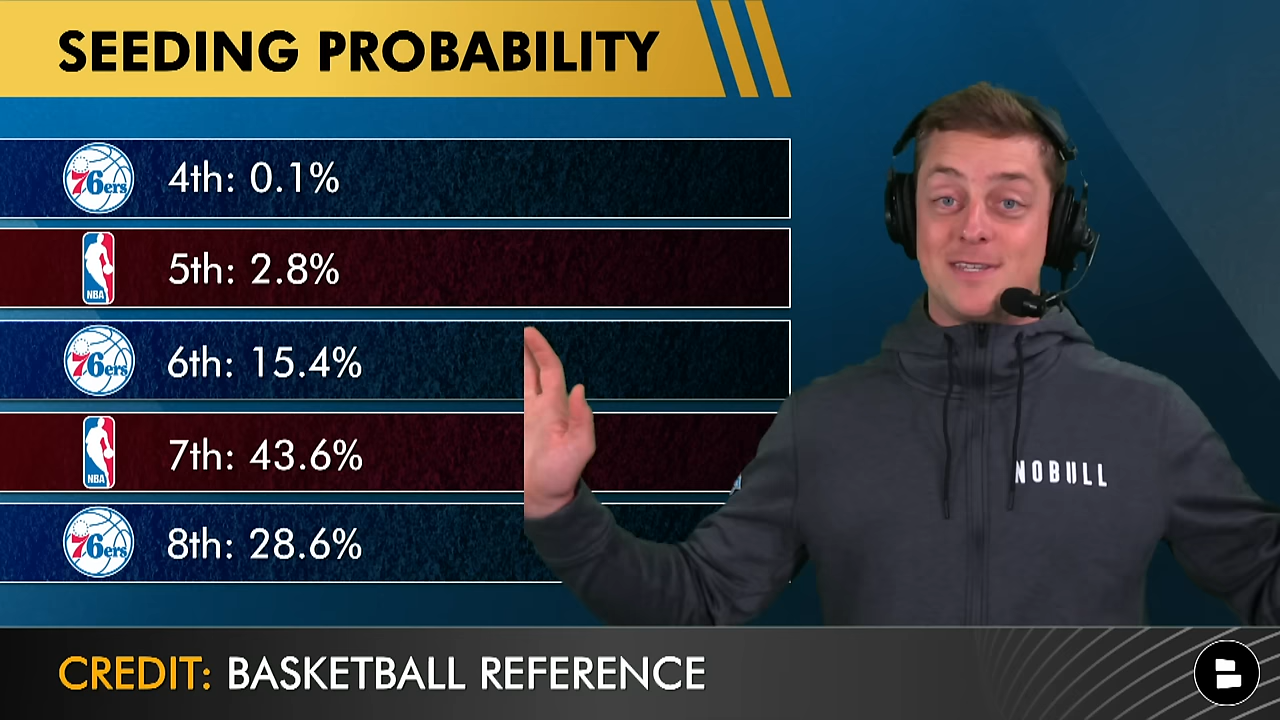 SEEDING PROBABILITY
76ers
4th: 0.1%
NBA
5th: 2.8%
76ers
6th: 15.4%
NBA
7th: 43.6%
76ers
8th: 28.6%
NOBULL
CREDIT: BASKETBALL REFERENCE